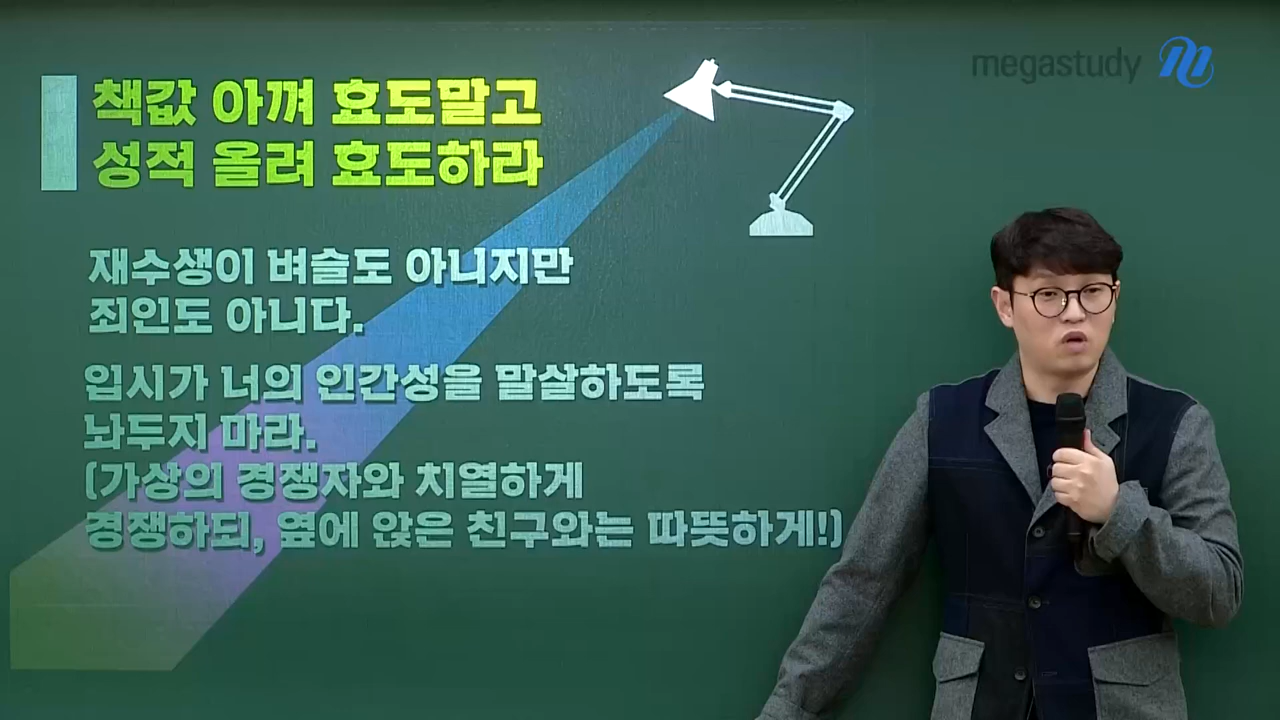 megastudy
책값 아껴 효도말고
성적 올려 효도하라
재수생이 벼슬도 아니지만
죄인도 아니다.
입시가 너의 인간성을 말살하도록
놔두지 마라.
(가상의 경쟁자와 치열하게
경쟁하되, 옆에 앉은 친구와는 따뜻하게!)